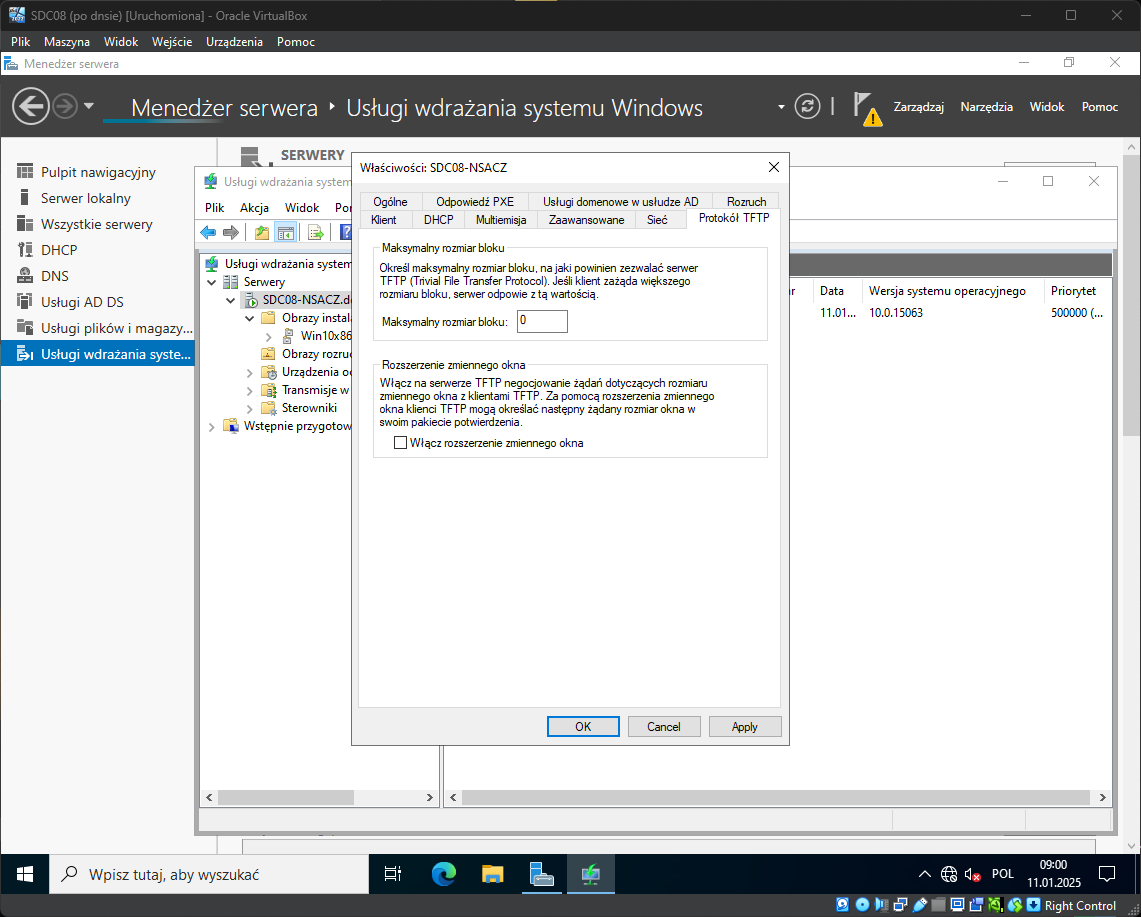 SDC08 (po dnsie) [Uruchomiona] - Oracle VirtualBox
Plik Maszyna Widok Wejście Urządzenia Pomoc
Menedżer serwera
Menedżer serwera Usługi wdrażania systemu Windows
Zarządzaj Narzędzia Widok Pomoc
Pulpit nawigacyjny
Serwer lokalny
Wszystkie serwery
DHCP
DNS
Usługi AD DS
Usługi plików i magazy...
Usługi wdrażania syste...
SERWERY
Usługi wdrażania system
Plik Akcja Widok
Usługi wdrażania system
Serwery
SDC08-NSACZ.d
Obrazy instala
Win10x86
Obrazy rozruc
Urządzenia o
Transmisje w
Sterowniki
Wstępnie przygotow
Data Wersja systemu operacyjnego Priorytet
11.01... 10.0.15063 500000 (...
Właściwości: SDC08-NSACZ
Ogólne Odpowiedź PXE Usługi domenowe w usłudze AD Rozruch
Klient DHCP Multiemisja Zaawansowane Sieć Protokół TFTP
Maksymalny rozmiar bloku
Określ maksymalny rozmiar bloku, na jaki powinien zezwalać serwer
TFTP (Trivial File Transfer Protocol). Jeśli klient zażąda większego
rozmiaru bloku, serwer odpowie z tą wartością.
Maksymalny rozmiar bloku: 0
Rozszerzenie zmiennego okna
Włącz na serwerze TFTP negocjowanie żądań dotyczących rozmiaru
zmiennego okna z klientami TFTP. Za pomocą rozszerzenia zmiennego
okna klienci TFTP mogą określać następny żądany rozmiar okna w
swoim pakiecie potwierdzenia.
Włącz rozszerzenie zmiennego okna
OK Cancel Apply
Wpisz tutaj, aby wyszukać
POL
09:00
11.01.2025
Right Control